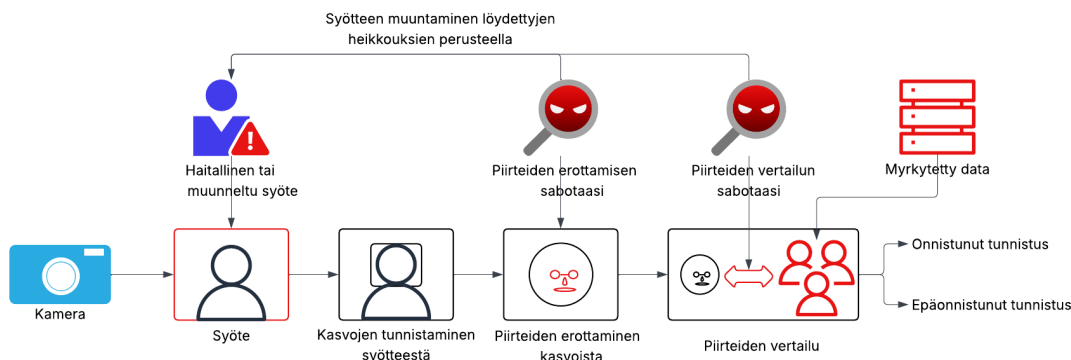 Syötteen muuntaminen löydettyjen
heikkouksien perusteella
Haitallinen tai
muunneltu syöte
Piirteiden erottamisen
sabotaasi
Piirteiden vertailun
sabotaasi
Myrkytetty data
Kamera
Syöte
Kasvojen tunnistaminen
syötteestä
Piirteiden erottaminen
kasvoista
Piirteiden vertailu
Onnistunut tunnistus
Epäonnistunut tunnistus